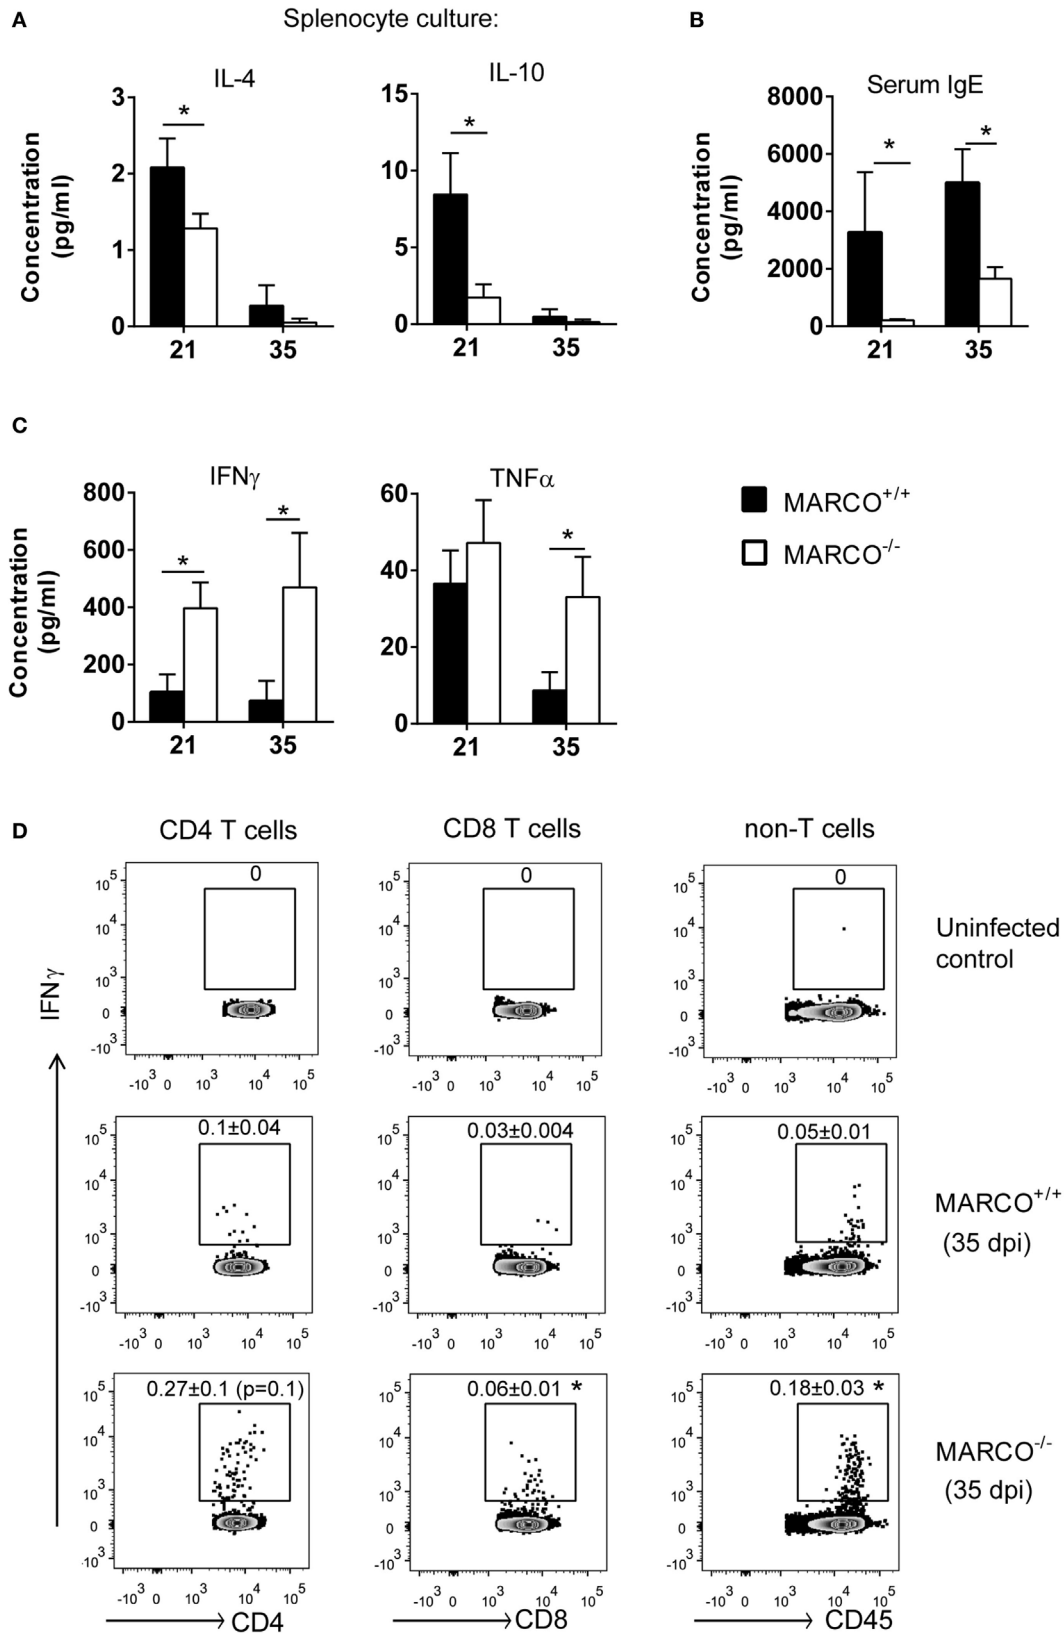 A
Splenocyte culture:
B
IL-4
IL-10
Serum IgE
Concentration
(pg/ml)
3
2
1
0
*
21
35
15
10
5
0
*
21
35
Concentration
(pg/ml)
8000
6000
4000
2000
0
*
*
21
35
C
IFNγ
TNFα
Concentration
(pg/ml)
800
600
400
200
0
*
*
21
35
60
40
20
0
*
21
35
MARCO+/+
MARCO-/-
D
CD4 T cells
CD8 T cells
non-T cells
IFNγ
0
10^5
10^4
10^3
0
-10^3
-10^3 0 10^3 10^4 10^5
0
10^5
10^4
10^3
0
-10^3
-10^3 0 10^3 10^4 10^5
0
10^5
10^4
10^3
0
-10^3
-10^3 0 10^3 10^4 10^5
Uninfected
control
0.1±0.04
10^5
10^4
10^3
0
-10^3
-10^3 0 10^3 10^4 10^5
0.03±0.004
10^5
10^4
10^3
0
-10^3
-10^3 0 10^3 10^4 10^5
0.05±0.01
10^5
10^4
10^3
0
-10^3
-10^3 0 10^3 10^4 10^5
MARCO+/+
(35 dpi)
0.27±0.1 (p=0.1)
10^5
10^4
10^3
0
-10^3
-10^3 0 10^3 10^4 10^5
0.06±0.01 *
10^5
10^4
10^3
0
-10^3
-10^3 0 10^3 10^4 10^5
0.18±0.03 *
10^5
10^4
10^3
0
-10^3
-10^3 0 10^3 10^4 10^5
MARCO-/-
(35 dpi)
CD4
CD8
CD45